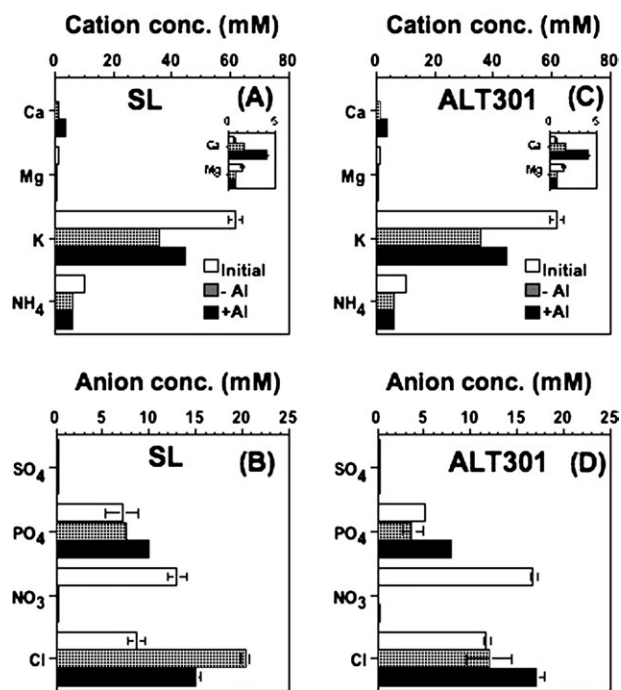 Cation conc. (mM)
0 20 40 60 80
SL (A)
Ca
Mg
K
NH4
0 5
Ca
Mg
Initial
- Al
+Al
Cation conc. (mM)
0 20 40 60 80
ALT301 (C)
Ca
Mg
K
NH4
Ca
Mg
Initial
- Al
+Al
Anion conc. (mM)
0 5 10 15 20 25
SL (B)
SO4
PO4
NO3
Cl
Anion conc. (mM)
0 5 10 15 20 25
ALT301 (D)
SO4
PO4
NO3
Cl